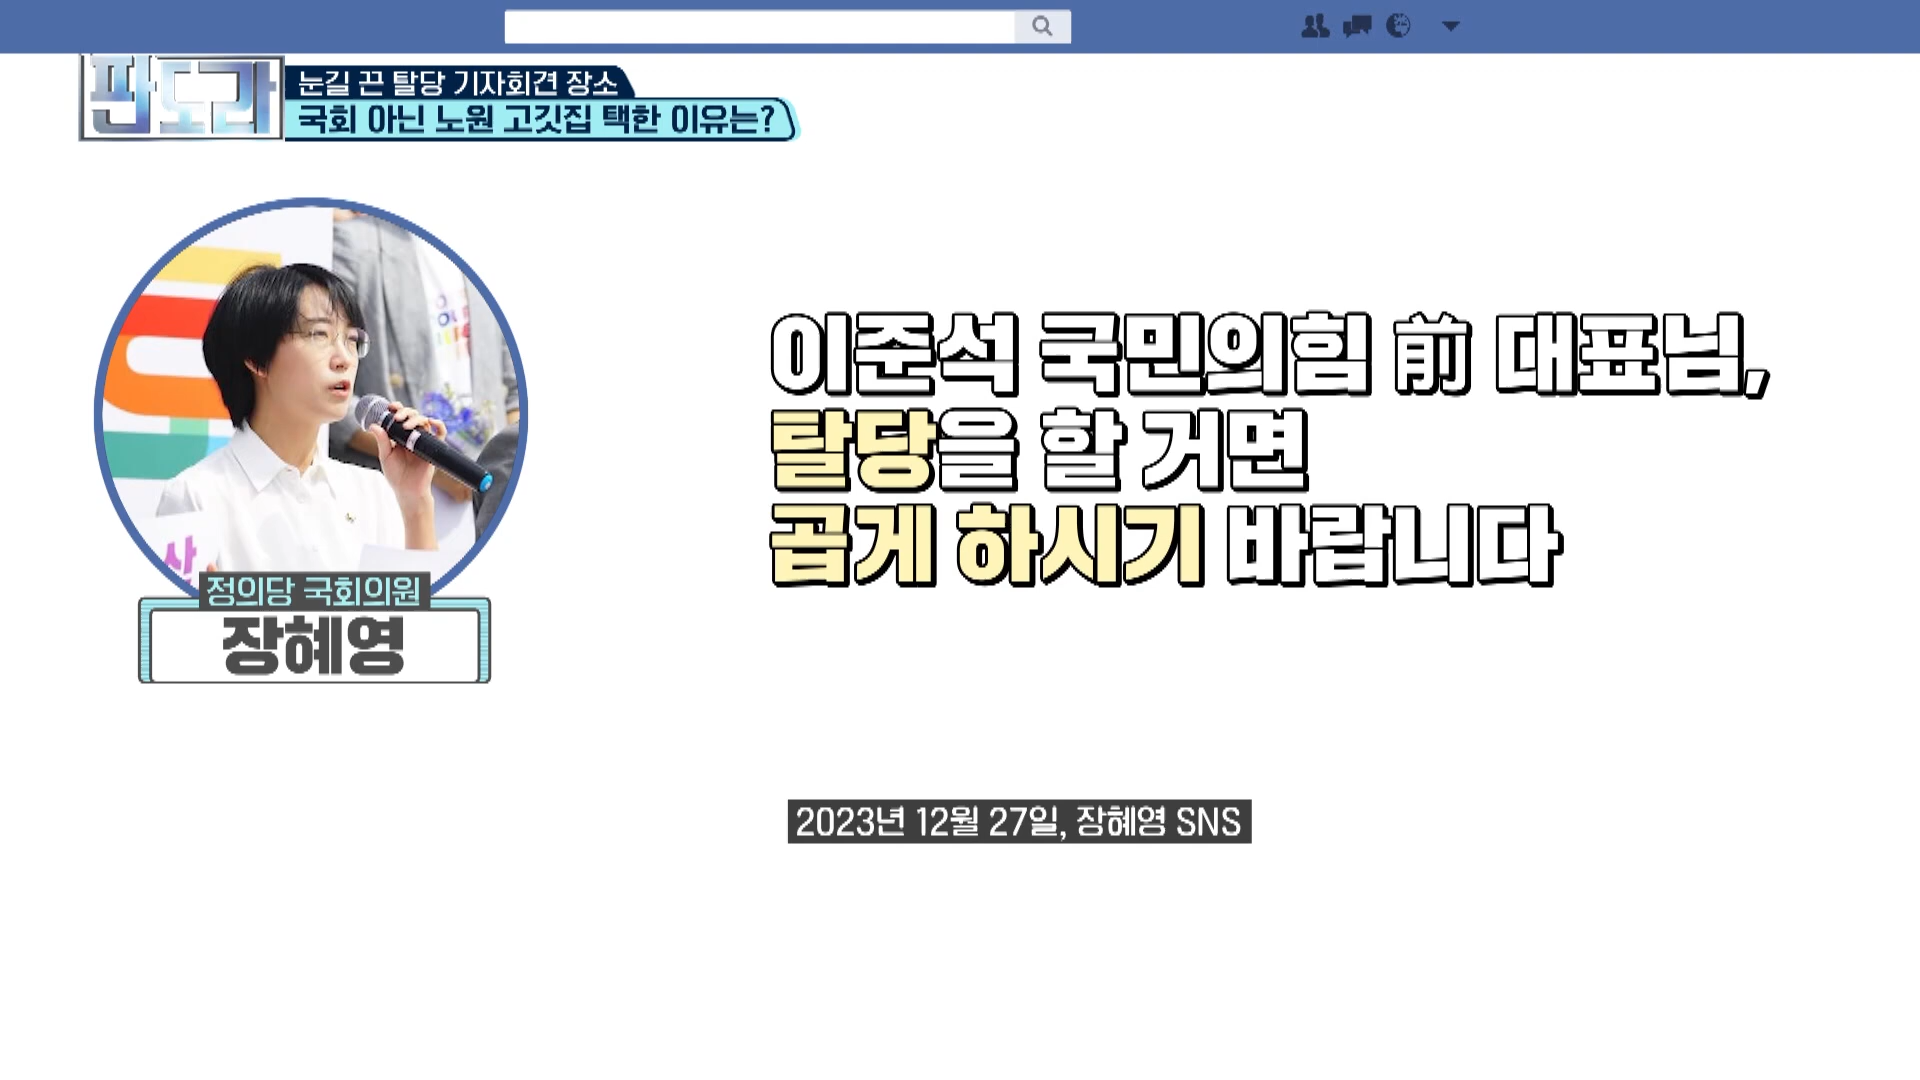 판도라
눈길 끈 탈당 기자회견 장소
국회 아닌 노원 고깃집 택한 이유는?
이준석 국민의힘 前 대표님,
탈당을 할 거면
곱게 하시기 바랍니다
상
정의당 국회의원
장혜영
2023년 12월 27일, 장혜영 SNS